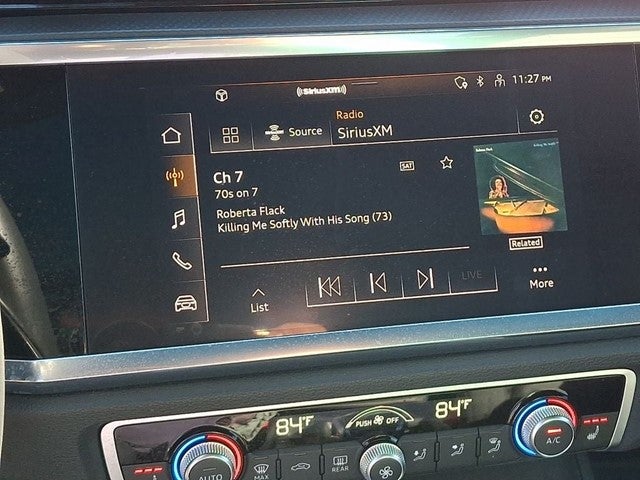 ((SiriusXM)) 11:27 PM
Radio
Source SiriusXM
Ch 7 SAT
70s on 7
Roberta Flack
Killing Me Softly With His Song (73)
Related
List LIVE More
84°F PUSH OFF 84°F
AUTO MAX REAR A/C